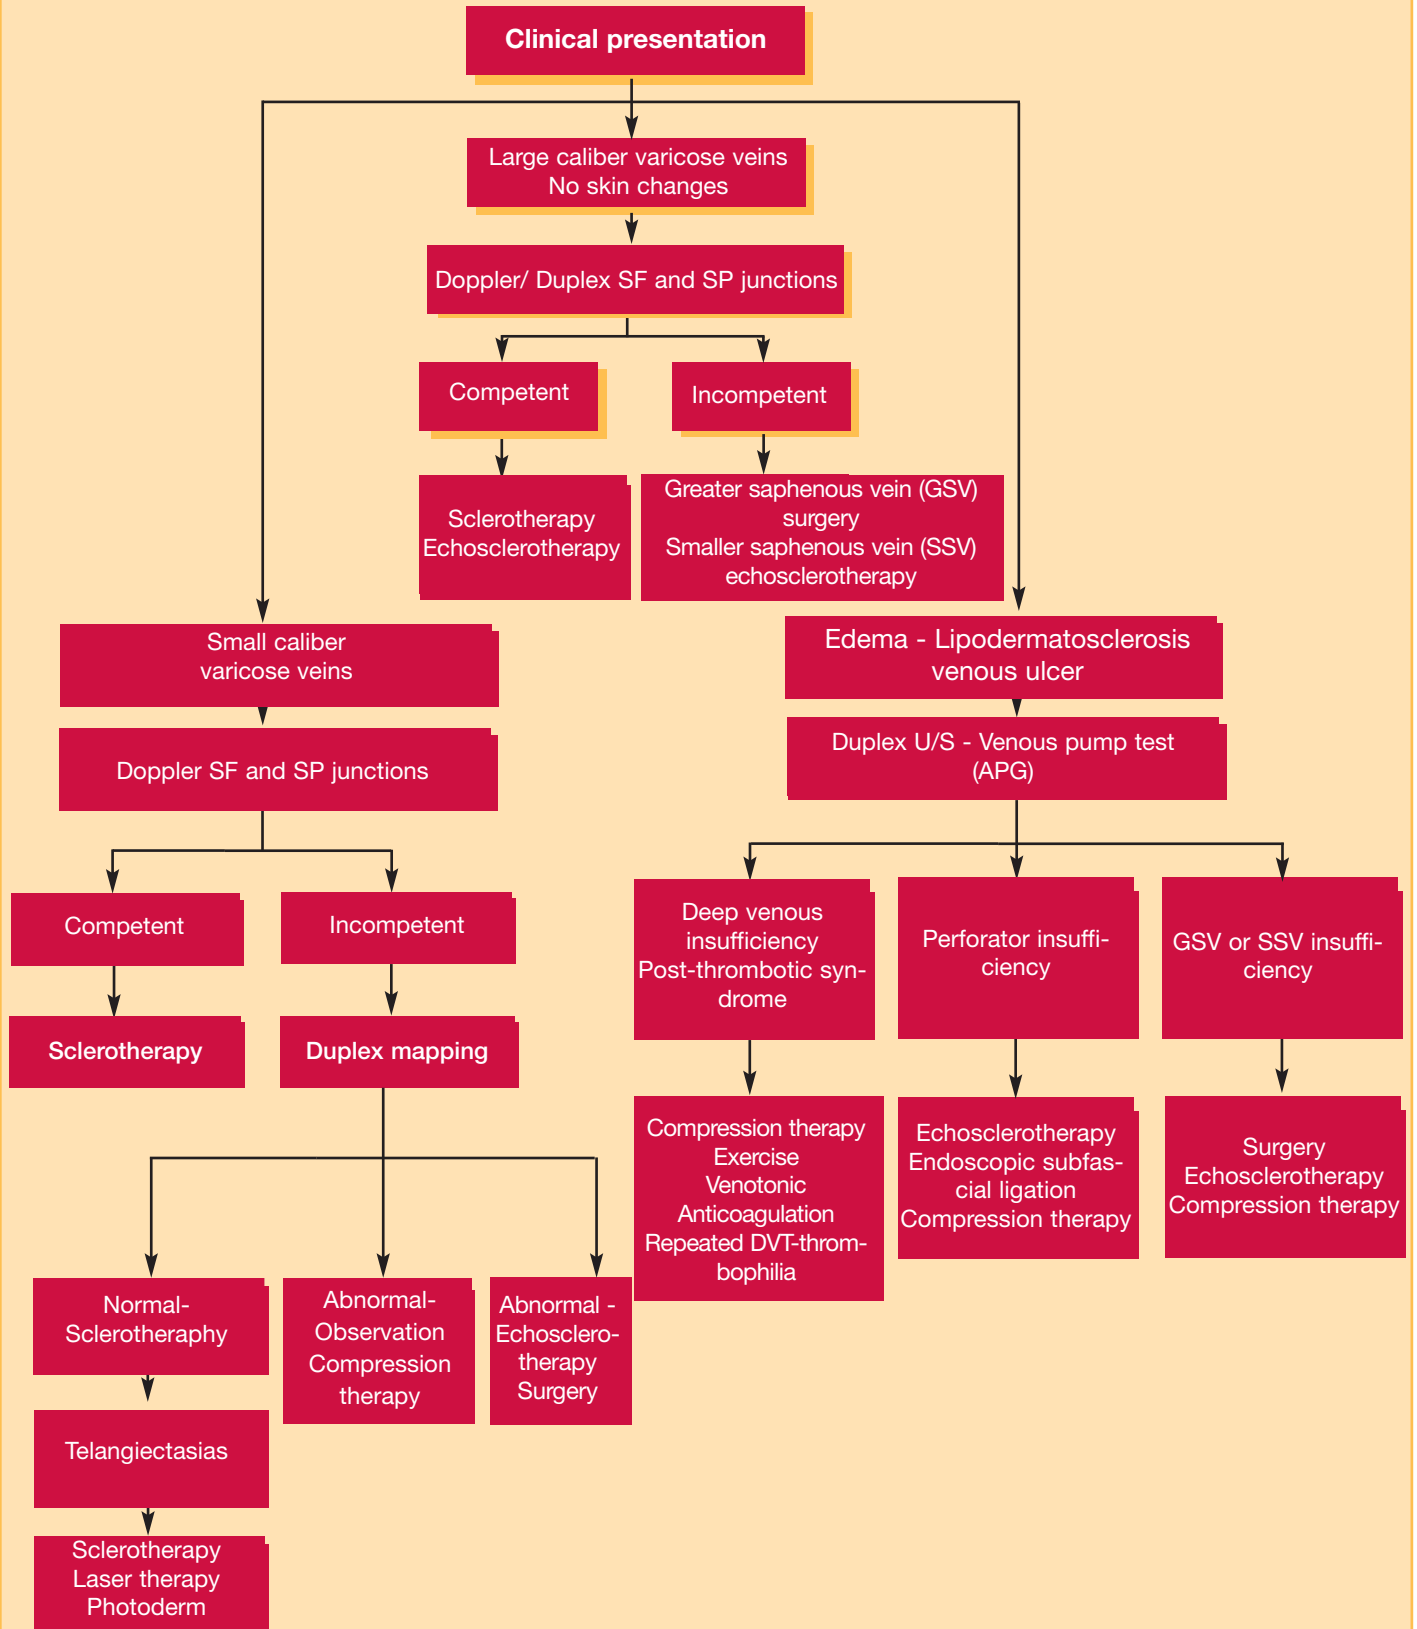 Clinical presentation
Large caliber varicose veins
No skin changes
Doppler/ Duplex SF and SP junctions
Competent
Incompetent
Sclerotherapy
Echosclerotherapy
Greater saphenous vein (GSV)
surgery
Smaller saphenous vein (SSV)
echosclerotherapy
Small caliber
varicose veins
Doppler SF and SP junctions
Competent
Incompetent
Sclerotherapy
Duplex mapping
Normal-
Sclerotheraphy
Abnormal-
Observation
Compression
therapy
Abnormal -
Echosclero-
therapy
Surgery
Telangiectasias
Sclerotherapy
Laser therapy
Photoderm
Edema - Lipodermatosclerosis
venous ulcer
Duplex U/S - Venous pump test
(APG)
Deep venous
insufficiency
Post-thrombotic syn-
drome
Perforator insuffi-
ciency
GSV or SSV insuffi-
ciency
Compression therapy
Exercise
Venotonic
Anticoagulation
Repeated DVT-throm-
bophilia
Echosclerotherapy
Endoscopic subfas-
cial ligation
Compression therapy
Surgery
Echosclerotherapy
Compression therapy